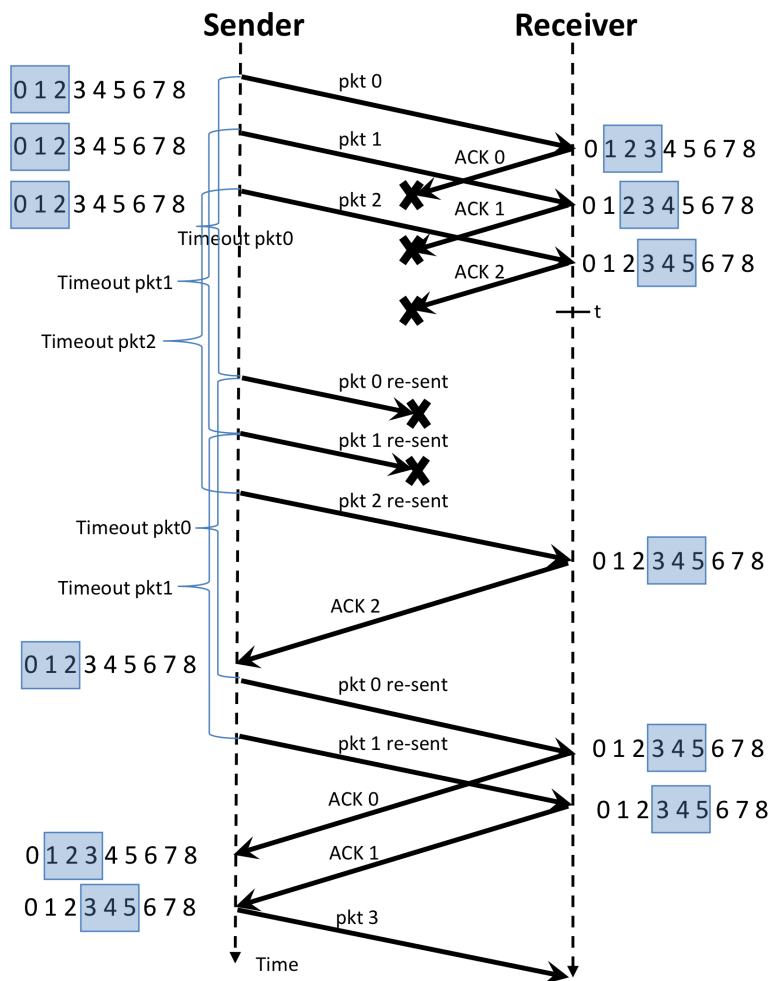 Sender Receiver
0 1 2 3 4 5 6 7 8
pkt 0
0 1 2 3 4 5 6 7 8
pkt 1
ACK 0
0 1 2 3 4 5 6 7 8
0 1 2 3 4 5 6 7 8
pkt 2
ACK 1
0 1 2 3 4 5 6 7 8
Timeout pkt0
0 1 2 3 4 5 6 7 8
ACK 2
Timeout pkt1
t
Timeout pkt2
pkt 0 re-sent
pkt 1 re-sent
pkt 2 re-sent
Timeout pkt0
0 1 2 3 4 5 6 7 8
Timeout pkt1
ACK 2
0 1 2 3 4 5 6 7 8
pkt 0 re-sent
pkt 1 re-sent
0 1 2 3 4 5 6 7 8
ACK 0
0 1 2 3 4 5 6 7 8
0 1 2 3 4 5 6 7 8
ACK 1
0 1 2 3 4 5 6 7 8
pkt 3
Time